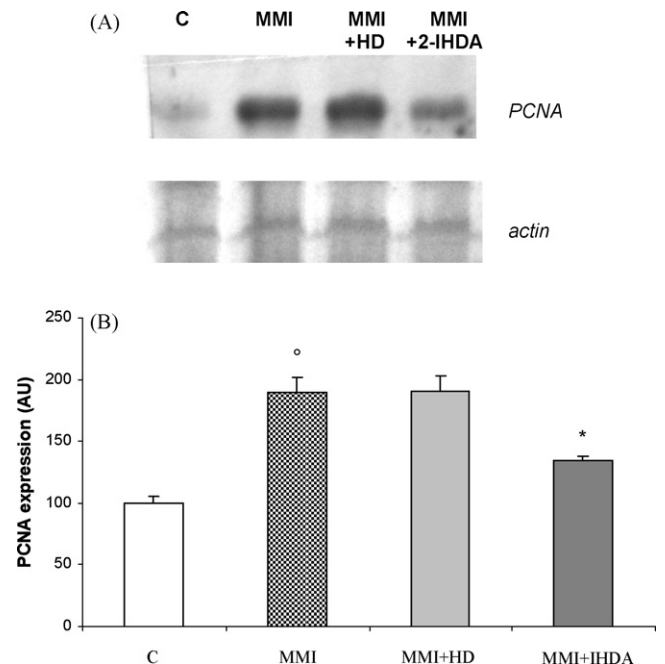 (A)
C MMI MMI MMI
+HD +2-IHDA
PCNA
actin
(B)
250
200
150
100
50
0
PCNA expression (AU)
° *
C MMI MMI+HD MMI+IHDA